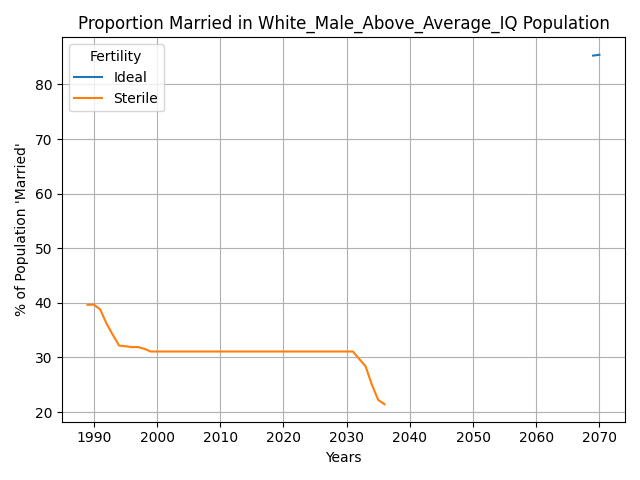 Proportion Married in White_Male_Above_Average_IQ Population
% of Population 'Married'
Fertility
Ideal
Sterile
80
70
60
50
40
30
20
1990 2000 2010 2020 2030 2040 2050 2060 2070
Years